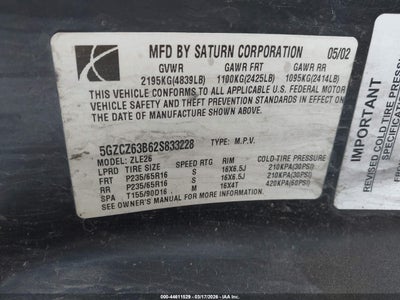 MFD BY SATURN CORPORATION 05/02
GVWR GAWR FRT GAWR RR
2195KG(4839LB) 1100KG(2425LB) 1095KG(2414LB)
THIS VEHICLE CONFORMS TO ALL APPLICABLE U.S. FEDERAL MOTOR
VEHICLE SAFETY AND THEFT PREVENTION STANDARDS IN EFFECT ON
THE DATE OF MANUFACTURE SHOWN ABOVE.
5GZCZ63B62S833228 TYPE: M.P.V.
MODEL: ZLE26
LPRD TIRE SIZE SPEED RTG RIM COLD TIRE PRESSURE
FRT P235/65R16 S 16X6.5J 210KPA(30PSI)
RR P235/65R16 S 16X6.5J 210KPA(30PSI)
SPA T155/90D16 M 16X4T 420KPA(60PSI)
SEE OWNER'S MANUAL FOR MORE INFORMATION.
IMPORTANT
IAA 000-44611529 - 03/17/2026 -